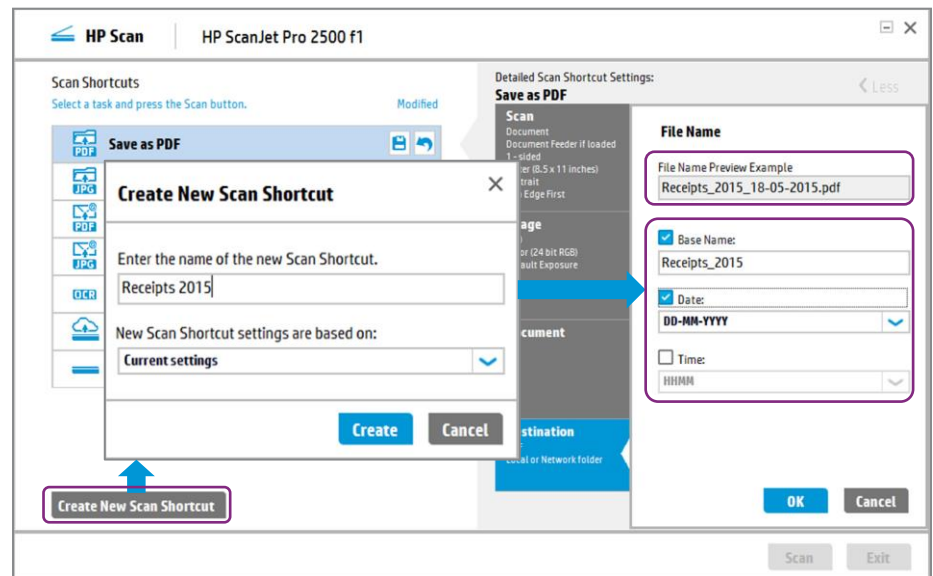 HP Scan
HP ScanJet Pro 2500 f1
Scan Shortcuts
Select a task and press the Scan button.
Modified
Save as PDF
PDF
JPG
PDF
JPG
OCR
Create New Scan Shortcut
Enter the name of the new Scan Shortcut.
Receipts 2015
New Scan Shortcut settings are based on:
Current settings
Create
Cancel
Create New Scan Shortcut
Detailed Scan Shortcut Settings:
Save as PDF
Less
Scan
Document
Document Feeder if loaded
1 - sided
(8.5 x 11 inches)
Edge First
(24 bit RGB)
Exposure
Local or Network folder
File Name
File Name Preview Example
Receipts_2015_18-05-2015.pdf
Base Name:
Receipts_2015
Date:
DD-MM-YYYY
Time:
HHMM
OK
Cancel
Scan
Exit